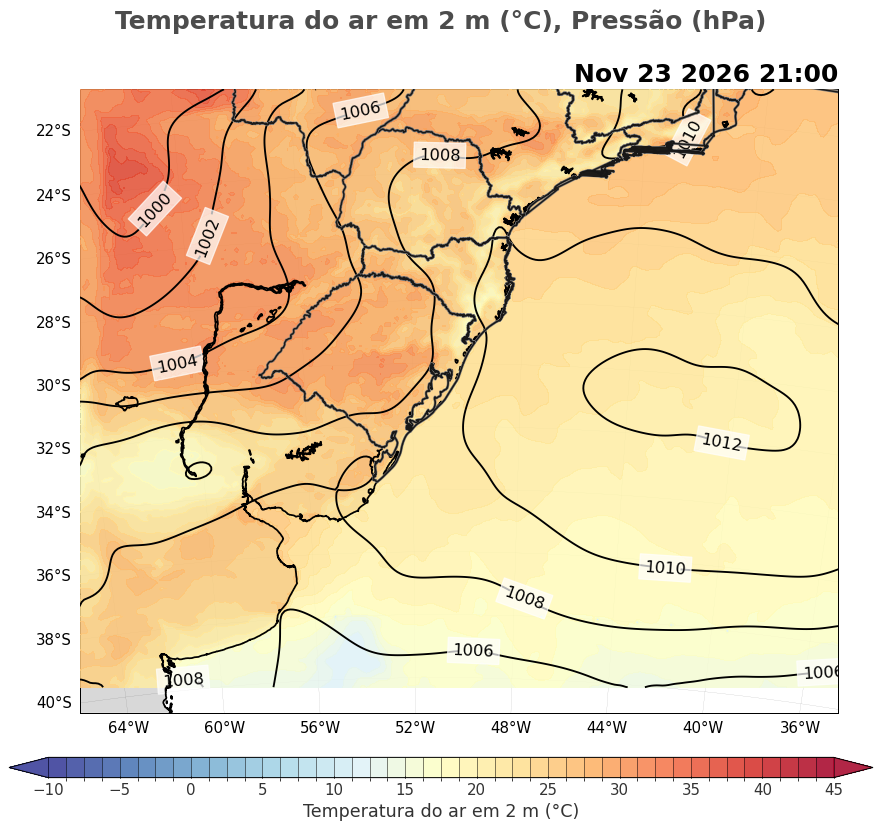 Temperatura do ar em 2 m (°C), Pressão (hPa)
Nov 23 2026 21:00
1006
1008
1010
1000
1002
1004
1012
1010
1008
1006
1006
1008
22°S
24°S
26°S
28°S
30°S
32°S
34°S
36°S
38°S
40°S
64°W 60°W 56°W 52°W 48°W 44°W 40°W 36°W
−10 −5 0 5 10 15 20 25 30 35 40 45
Temperatura do ar em 2 m (°C)